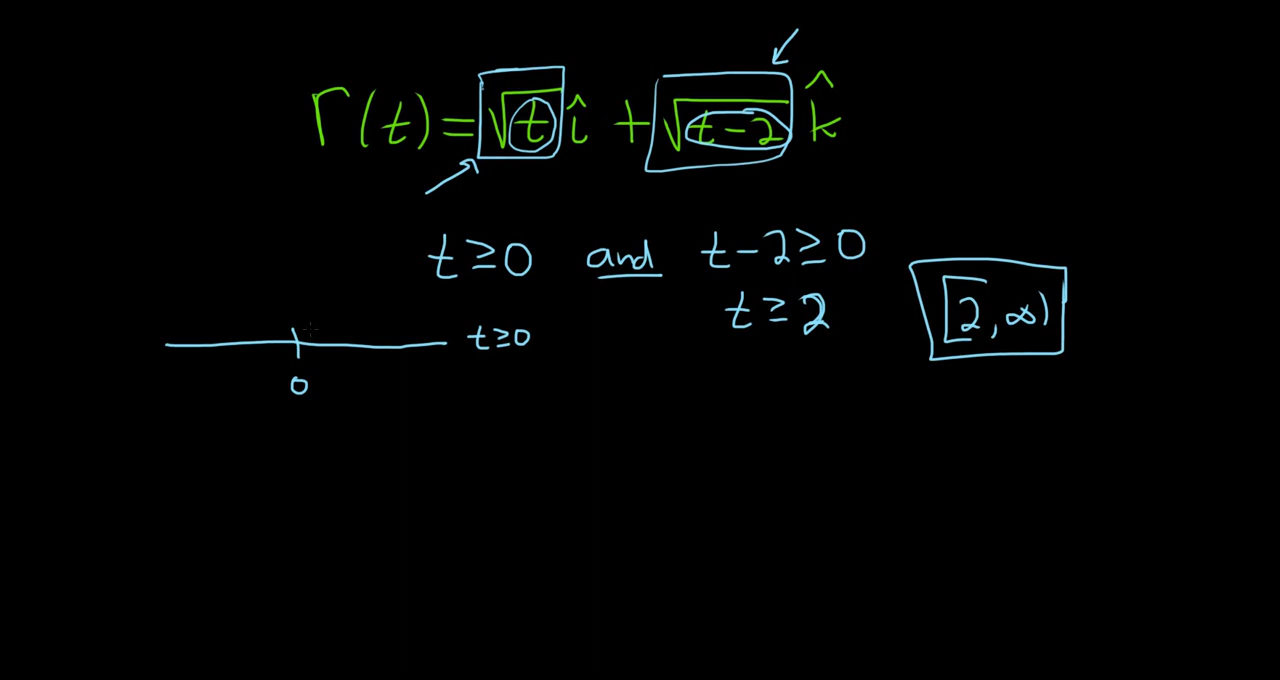 r(t) = √t î + √t-2 k̂
t ≥ 0 and t - 2 ≥ 0
t ≥ 2
[2, ∞)
t ≥ 0
0